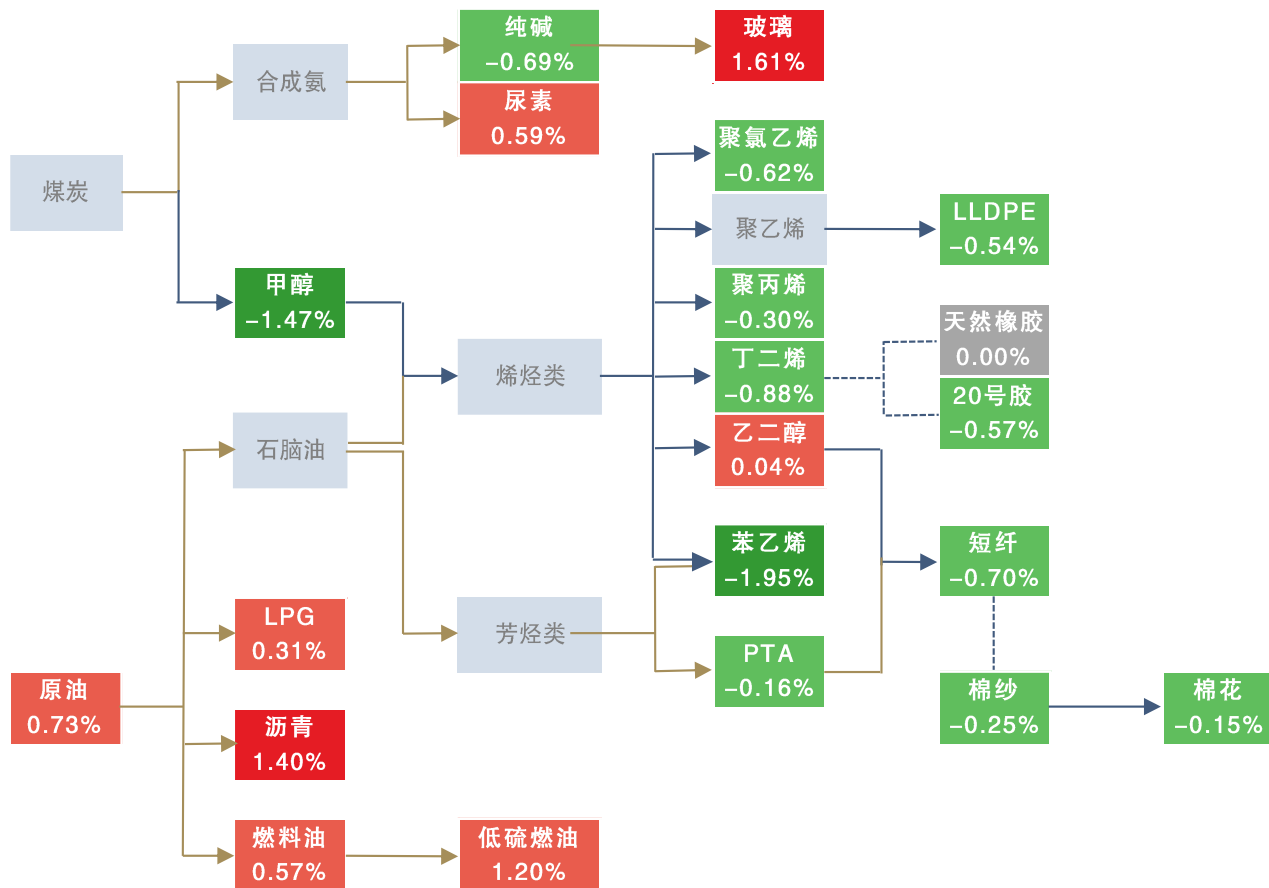 纯碱
-0.69%
玻璃
1.61%
合成氨
尿素
0.59%
煤炭
聚氯乙烯
-0.62%
聚乙烯
LLDPE
-0.54%
甲醇
-1.47%
聚丙烯
-0.30%
天然橡胶
0.00%
烯烃类
丁二烯
-0.88%
20号胶
-0.57%
石脑油
乙二醇
0.04%
苯乙烯
-1.95%
短纤
-0.70%
LPG
0.31%
芳烃类
PTA
-0.16%
原油
0.73%
棉纱
-0.25%
棉花
-0.15%
沥青
1.40%
燃料油
0.57%
低硫燃油
1.20%